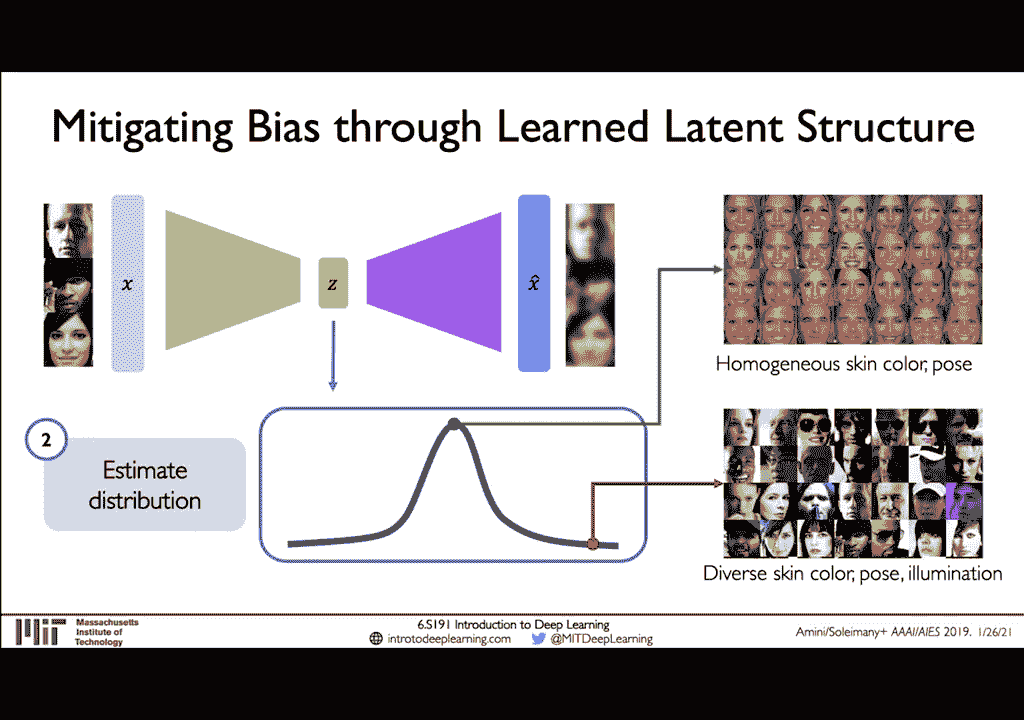 Mitigating Bias through Learned Latent Structure
x
z
x̂
Homogeneous skin color, pose
2
Estimate
distribution
Diverse skin color, pose, illumination
Massachusetts
Institute of
Technology
6.S191 Introduction to Deep Learning
introtodeeplearning.com @MITDeepLearning
Amini/Soleimany+ AAAI/AIES 2019. 1/26/21